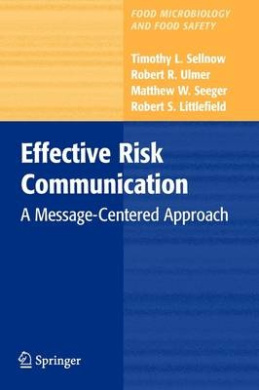 FOOD MICROBIOLOGY
AND FOOD SAFETY
Timothy L. Sellnow
Robert R. Ulmer
Matthew W. Seeger
Robert S. Littlefield
Effective Risk
Communication
A Message-Centered Approach
Springer